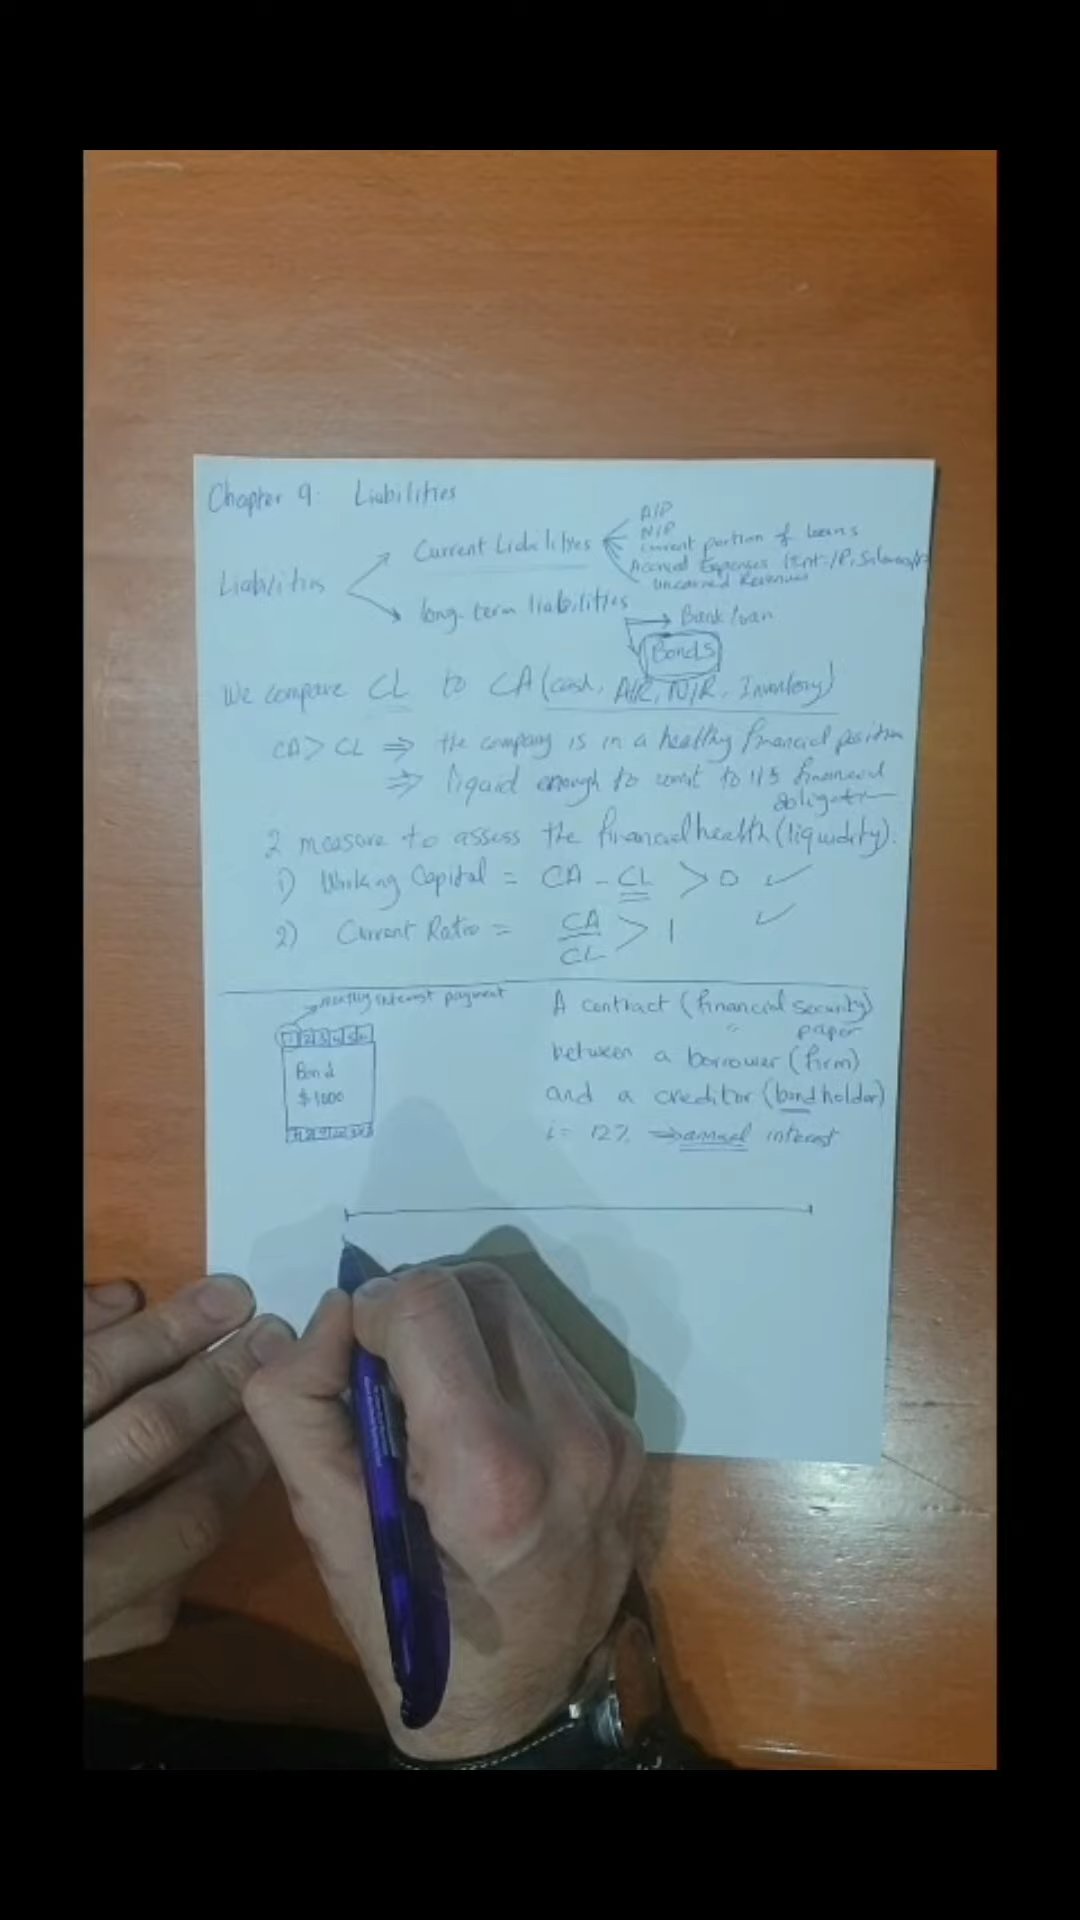 Chapter 9: Liabilities
Liabilities
Current Liabilities
A/P
N/P
current portion of loans
Accrued Expenses (Int./P, Salaries/P)
Unearned Revenues
long-term liabilities
Bank loan
Bonds
We compare CL to CA (cash, A/R, N/R, Inventory)
CA > CL ⇒ the company is in a healthy financial position
⇒ liquid enough to commit to its financial
obligation
2 measure to assess the financial health (liquidity).
1) Working Capital = CA - CL > 0 ✓
2) Current Ratio = CA/CL > 1 ✓
monthly interest payment
Bond
$1000
A contract (financial security)
" paper
between a borrower (firm)
and a creditor (bondholder)
i = 12% ⇒ annual interest